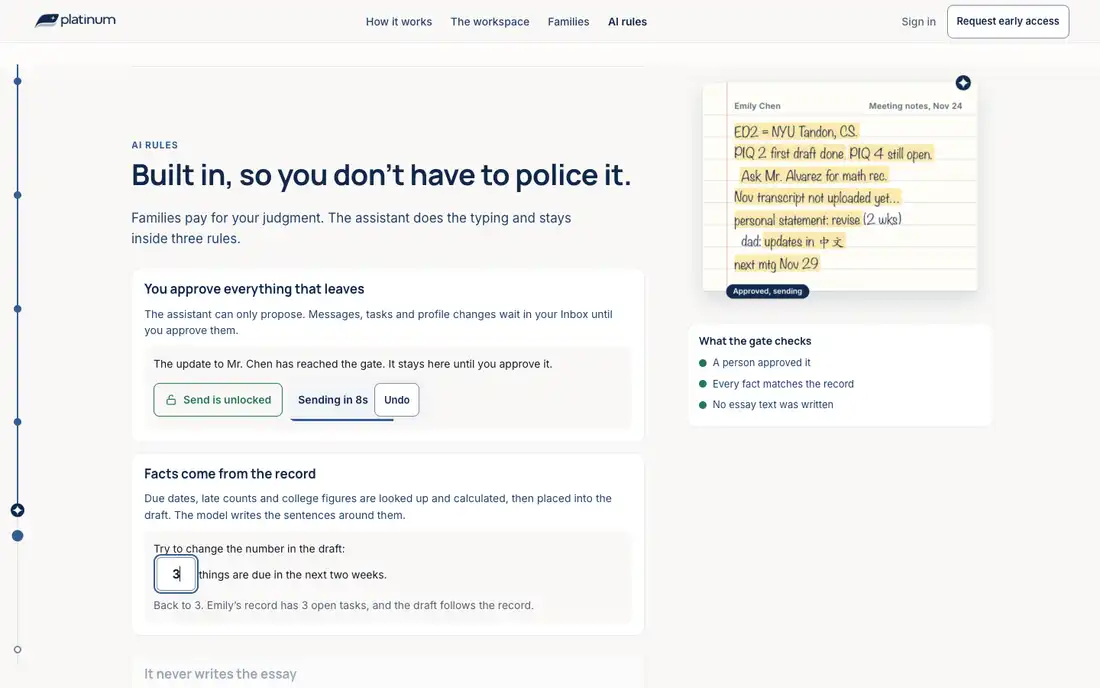 platinum
How it works
The workspace
Families
AI rules
Sign in
Request early access
AI RULES
Built in, so you don't have to police it.
Families pay for your judgment. The assistant does the typing and stays
inside three rules.
You approve everything that leaves
The assistant can only propose. Messages, tasks and profile changes wait in your Inbox until
you approve them.
The update to Mr. Chen has reached the gate. It stays here until you approve it.
Send is unlocked
Sending in 8s
Undo
Facts come from the record
Due dates, late counts and college figures are looked up and calculated, then placed into the
draft. The model writes the sentences around them.
Try to change the number in the draft:
3 things are due in the next two weeks.
Back to 3. Emily's record has 3 open tasks, and the draft follows the record.
It never writes the essay
Emily Chen
Meeting notes, Nov 24
ED2 = NYU Tandon, CS.
PIQ 2 first draft done. PIQ 4 still open.
Ask Mr. Alvarez for math rec.
Nov transcript not uploaded yet...
personal statement: revise (2 wks)
dad: updates in 中文
next mtg Nov 29
Approved, sending
What the gate checks
A person approved it
Every fact matches the record
No essay text was written